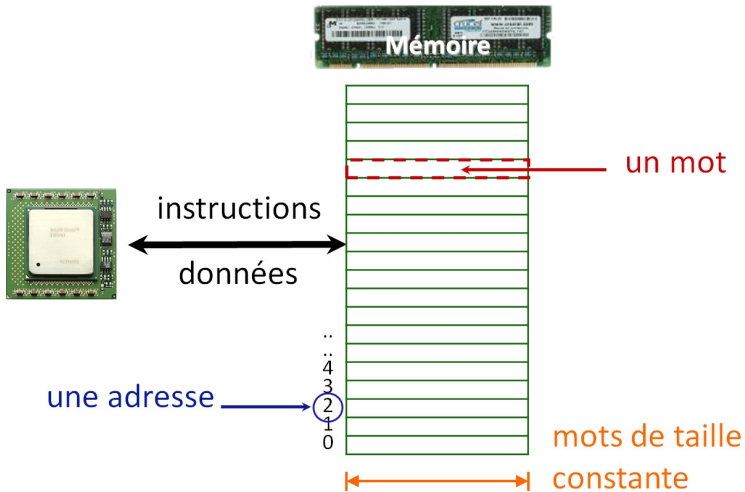 Mémoire
un mot
instructions
données
:
:
4
3
2
1
0
une adresse
mots de taille
constante